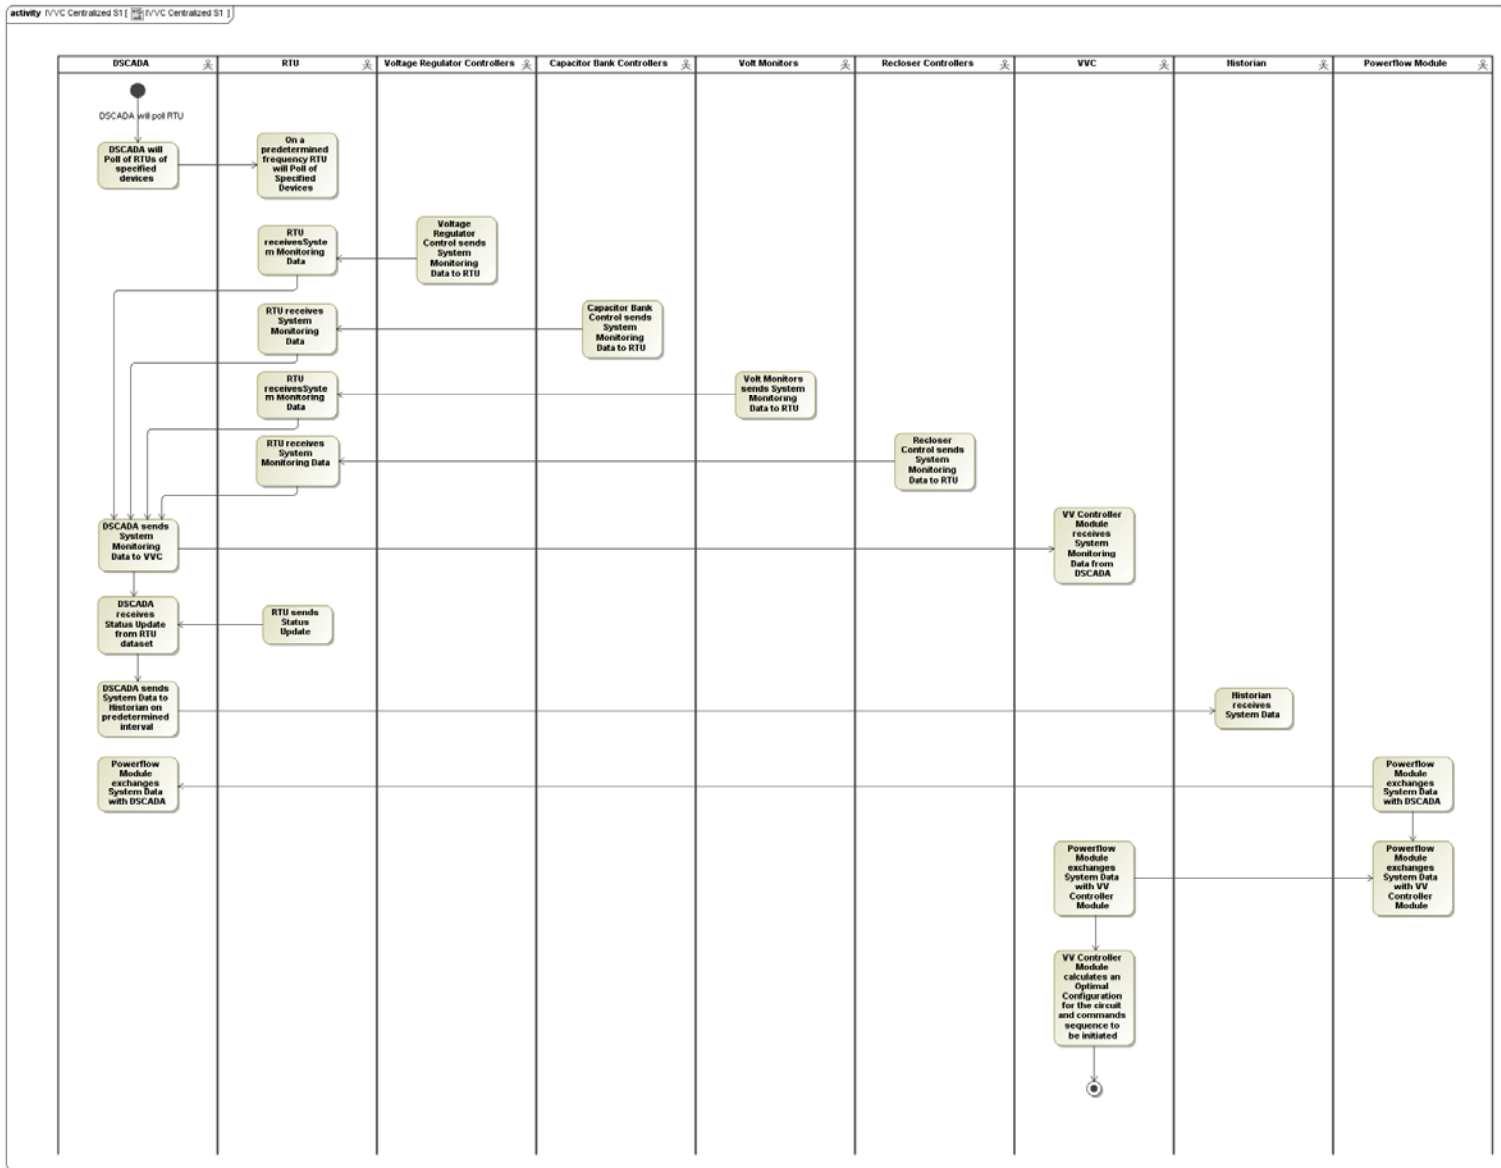 activity IVVC Centralized S1 [ IVVC Centralized S1 ]
DSCADA
RTU
Voltage Regulator Controllers
Capacitor Bank Controllers
Volt Monitors
Recloser Controllers
VVC
Historian
Powerflow Module
DSCADA will poll RTU
DSCADA will
Poll of RTUs of
specified
devices
On a
predetermined
frequency RTU
will Poll of
Specified
Devices
RTU
receivesSyste
m Monitoring
Data
Voltage
Regulator
Control sends
System
Monitoring
Data to RTU
RTU receives
System
Monitoring
Data
Capacitor Bank
Control sends
System
Monitoring
Data to RTU
RTU
receivesSyste
m Monitoring
Data
Volt Monitors
sends System
Monitoring
Data to RTU
RTU receives
System
Monitoring Data
Recloser
Control sends
System
Monitoring
Data to RTU
DSCADA sends
System
Monitoring
Data to VVC
VV Controller
Module
receives
System
Monitoring
Data from
DSCADA
DSCADA
receives
Status Update
from RTU
dataset
RTU sends
Status
Update
DSCADA sends
System Data to
Historian on
predetermined
interval
Historian
receives
System Data
Powerflow
Module
exchanges
System Data
with DSCADA
Powerflow
Module
exchanges
System Data
with DSCADA
Powerflow
Module
exchanges
System Data
with VV
Controller
Module
Powerflow
Module
exchanges
System Data
with VV
Controller
Module
VV Controller
Module
calculates an
Optimal
Configuration
for the circuit
and commands
sequence to
be initiated